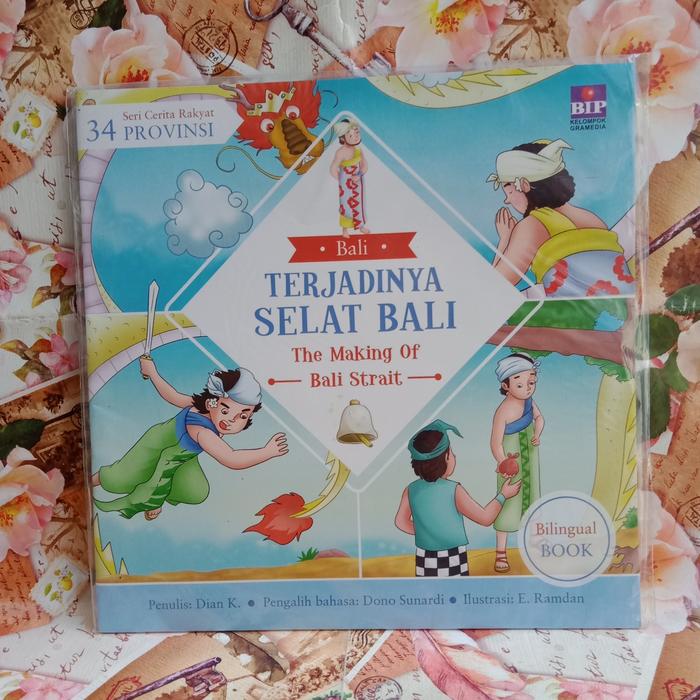 Seri Cerita Rakyat
34 PROVINSI
BIP
KELOMPOK
GRAMEDIA
Bali
TERJADINYA
SELAT BALI
The Making Of
Bali Strait
Bilingual
BOOK
Penulis: Dian K. • Pengalih bahasa: Dono Sunardi • Ilustrasi: E. Ramdan